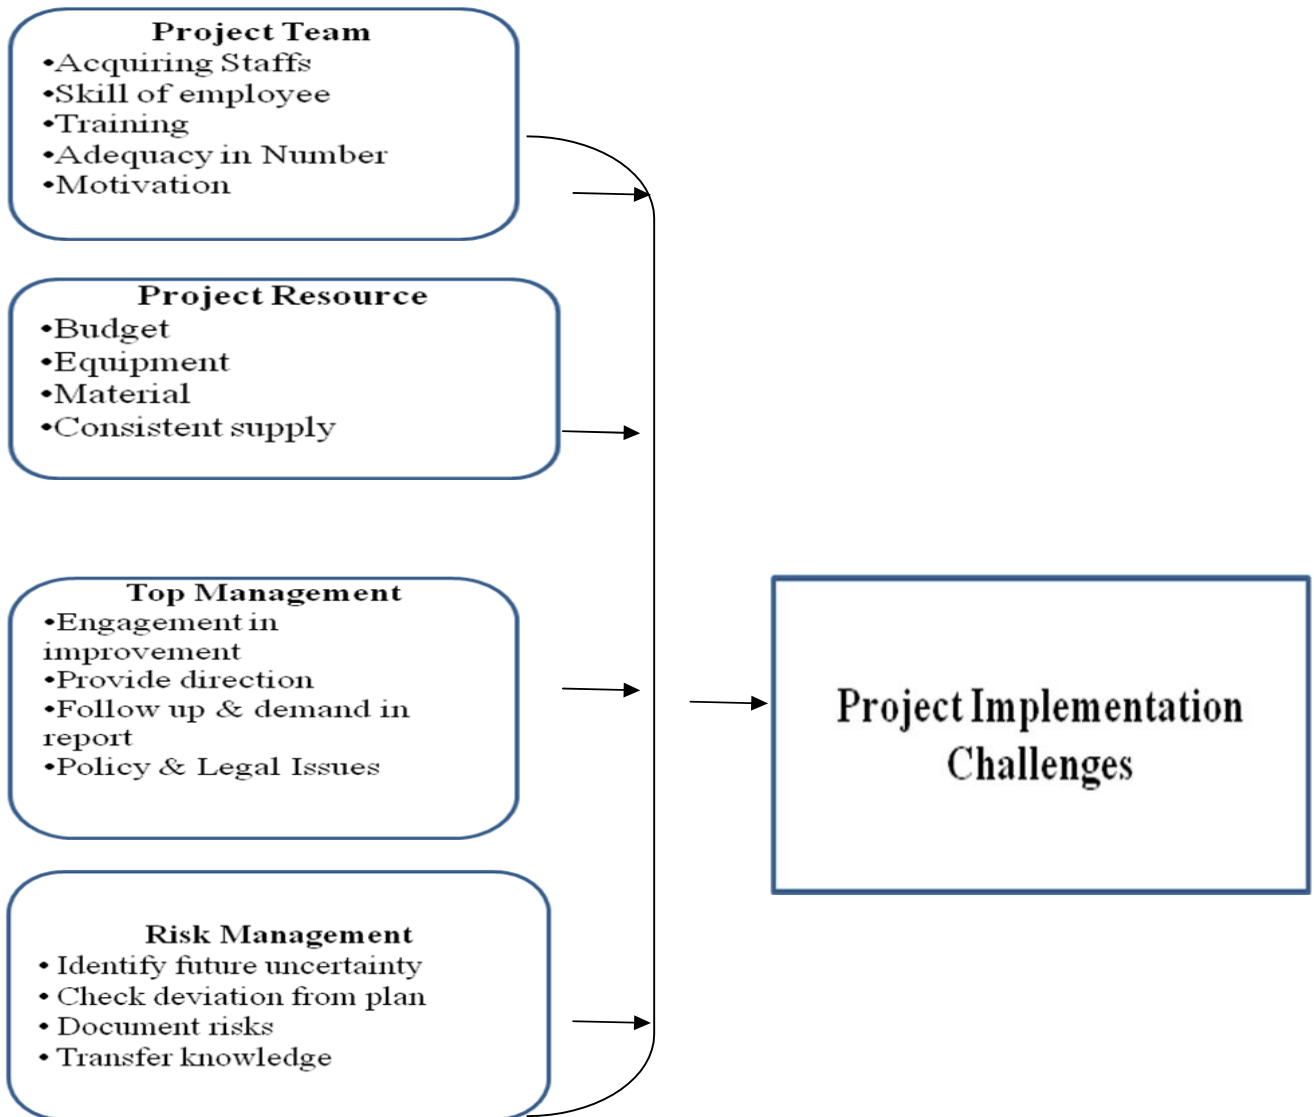 Project Team
•Acquiring Staffs
•Skill of employee
•Training
•Adequacy in Number
•Motivation
Project Resource
•Budget
•Equipment
•Material
•Consistent supply
Top Management
•Engagement in
improvement
•Provide direction
•Follow up & demand in
report
•Policy & Legal Issues
Risk Management
• Identify future uncertainty
• Check deviation from plan
• Document risks
• Transfer knowledge
Project Implementation
Challenges